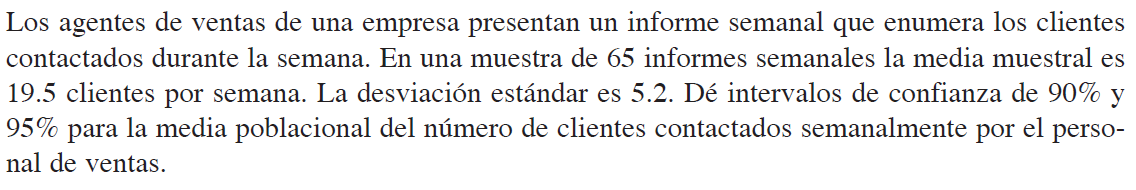 Los agentes de ventas de una empresa presentan un informe semanal que enumera los clientes
contactados durante la semana. En una muestra de 65 informes semanales la media muestral es
19.5 clientes por semana. La desviación estándar es 5.2. Dé intervalos de confianza de 90% y
95% para la media poblacional del número de clientes contactados semanalmente por el perso-
nal de ventas.